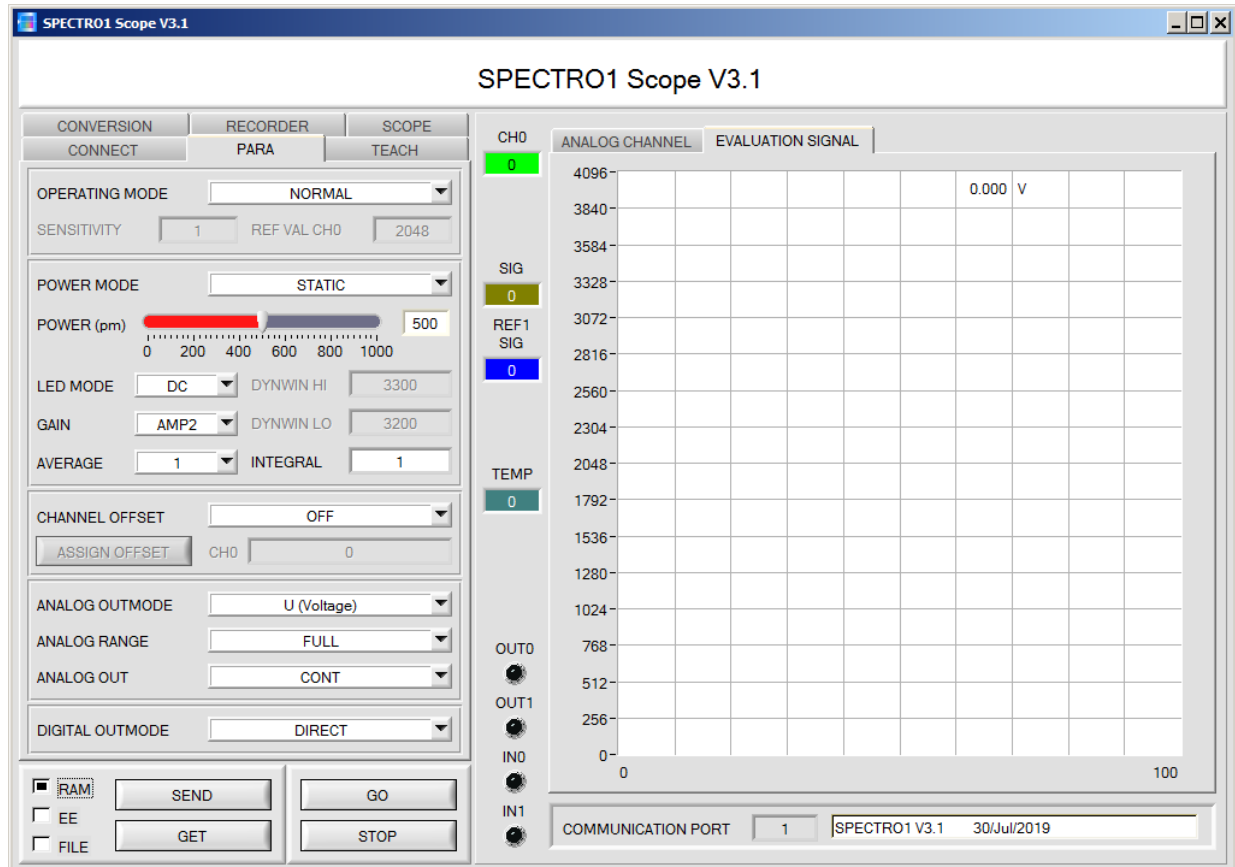 SPECTRO1 Scope V3.1
SPECTRO1 Scope V3.1
CONVERSION RECORDER SCOPE
CONNECT PARA TEACH
OPERATING MODE NORMAL
SENSITIVITY 1 REF VAL CH0 2048
POWER MODE STATIC
POWER (pm) 500
0 200 400 600 800 1000
LED MODE DC DYNWIN HI 3300
GAIN AMP2 DYNWIN LO 3200
AVERAGE 1 INTEGRAL 1
CHANNEL OFFSET OFF
ASSIGN OFFSET CH0 0
ANALOG OUTMODE U (Voltage)
ANALOG RANGE FULL
ANALOG OUT CONT
DIGITAL OUTMODE DIRECT
RAM
EE
FILE
SEND GO
GET STOP
CH0
0
SIG
0
REF1
SIG
0
TEMP
0
OUT0
OUT1
IN0
IN1
ANALOG CHANNEL EVALUATION SIGNAL
0.000 V
4096
3840
3584
3328
3072
2816
2560
2304
2048
1792
1536
1280
1024
768
512
256
0
0 100
COMMUNICATION PORT 1 SPECTRO1 V3.1 30/Jul/2019